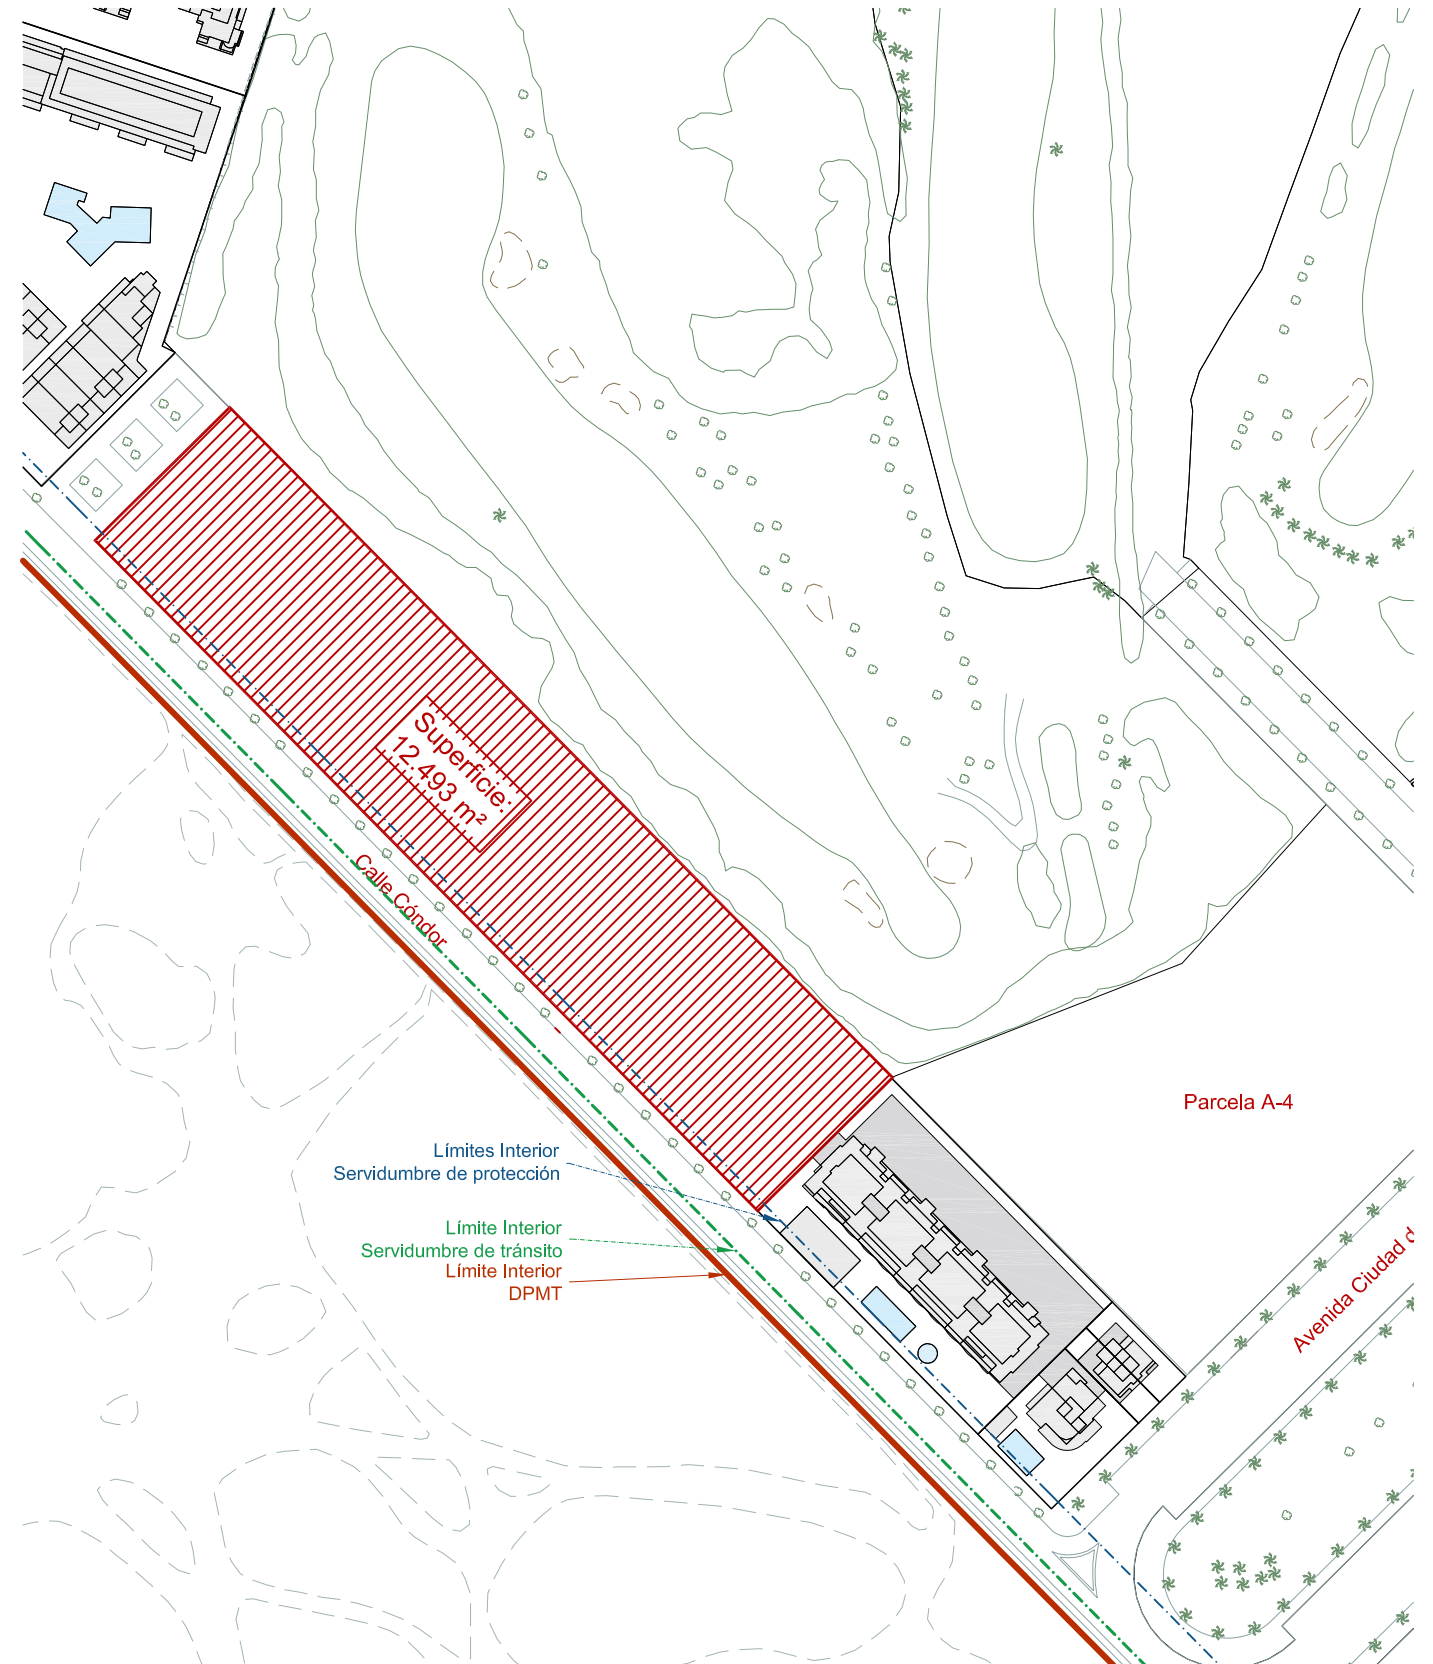 Superficie:
12.493 m²
Calle Cóndor
Parcela A-4
Límites Interior
Servidumbre de protección
Límite Interior
Servidumbre de tránsito
Límite Interior
DPMT
Avenida Ciudad d